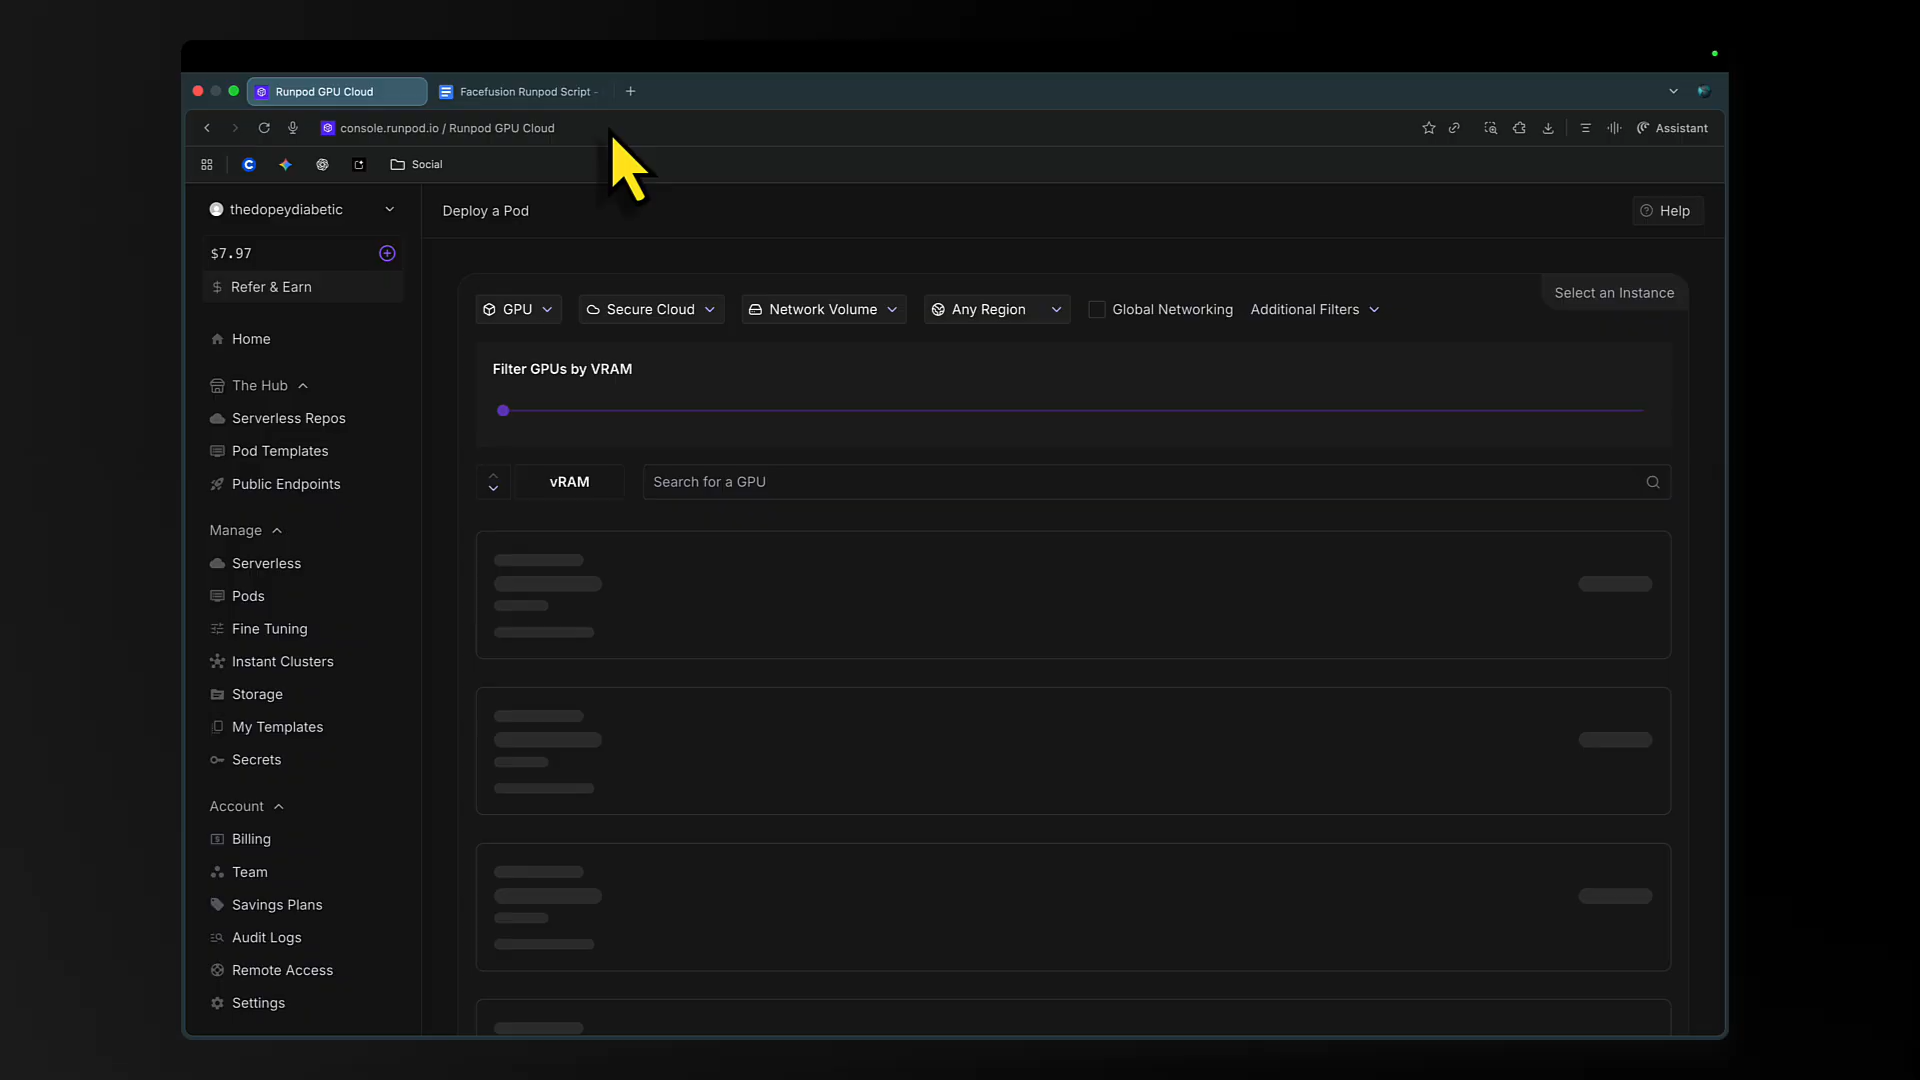 Runpod GPU Cloud
Facefusion Runpod Script -
console.runpod.io / Runpod GPU Cloud
Assistant
Social
thedopeydiabetic
Deploy a Pod
Help
$7.97
Refer & Earn
Select an Instance
GPU
Secure Cloud
Network Volume
Any Region
Global Networking
Additional Filters
Home
Filter GPUs by VRAM
The Hub
Serverless Repos
Pod Templates
Public Endpoints
vRAM
Search for a GPU
Manage
Serverless
Pods
Fine Tuning
Instant Clusters
Storage
My Templates
Secrets
Account
Billing
Team
Savings Plans
Audit Logs
Remote Access
Settings